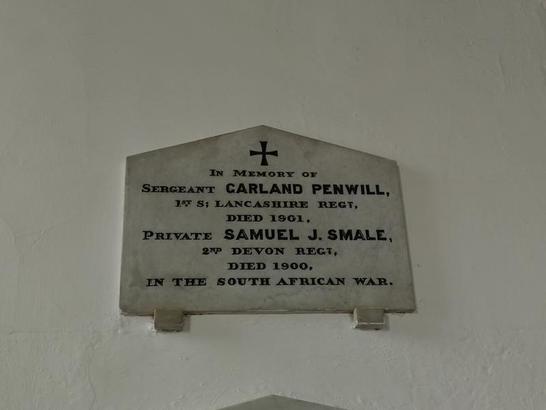 IN MEMORY OF
SERGEANT GARLAND PENWILL,
1ST S; LANCASHIRE REGT,
DIED 1901,
PRIVATE SAMUEL J. SMALE,
2ND DEVON REGT,
DIED 1900,
IN THE SOUTH AFRICAN WAR.